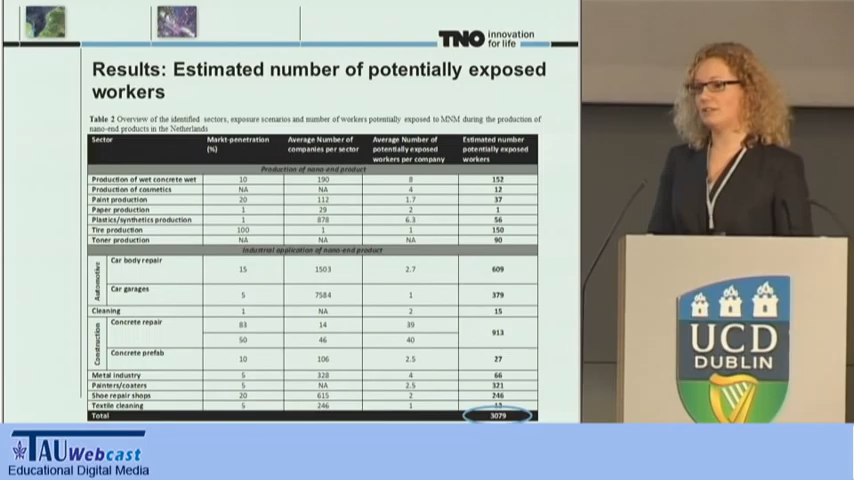 TNO innovation
for life
Results: Estimated number of potentially exposed
workers
Table 2 Overview of the identified sectors, exposure scenarios and number of workers potentially exposed to MNM during the production of
nano-end products in the Netherlands
Sector Markt-penetration (%) Average Number of companies per sector Average Number of potentially exposed workers per company Estimated number potentially exposed workers
Production of nano-end product
Production of wet concrete wet 10 190 8 152
Production of cosmetics NA NA 4 12
Paint production 20 112 1.7 37
Paper production 1 29 2 1
Plastics/synthetics production 1 878 6.3 56
Tire production 100 1 1 150
Toner production NA NA NA 90
Industrial application of nano-end product
Automotive
Car body repair 15 1503 2.7 609
Car garages 5 7584 1 379
Cleaning 1 NA 2 15
Construction
Concrete repair 83 14 39 913
50 46 40
Concrete prefab 10 106 2.5 27
Metal industry 5 328 4 66
Painters/coaters 5 NA 2.5 321
Shoe repair shops 20 615 2 246
Textile cleaning 5 246 1
Total 3079
UCD
DUBLIN
TAU Webcast
Educational Digital Media